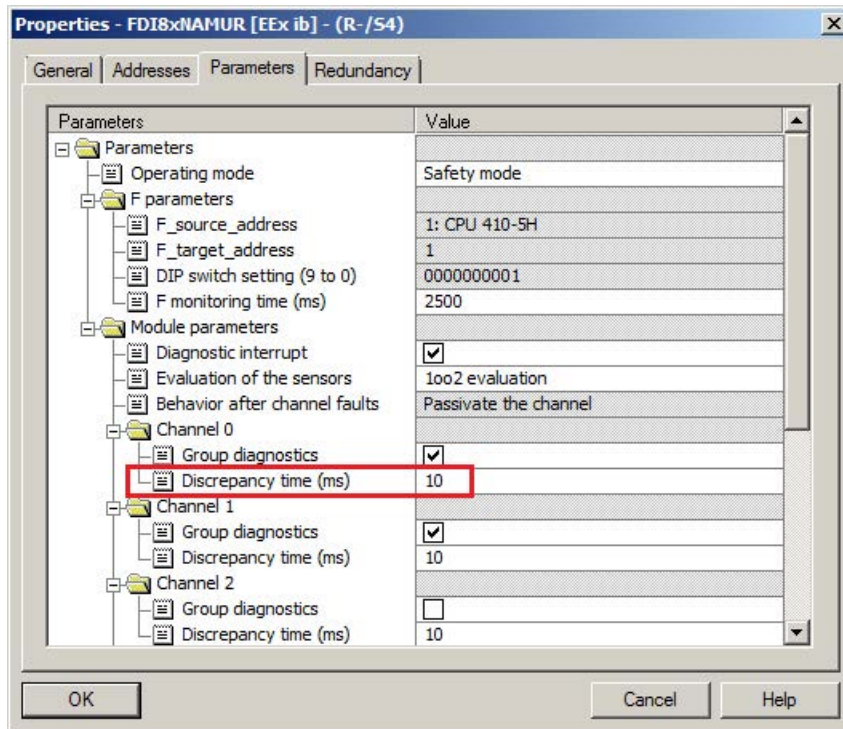 Properties - FDI8xNAMUR [EEx ib] - (R-/S4)
General Addresses Parameters Redundancy
Parameters Value
Parameters
Operating mode Safety mode
F parameters
F_source_address 1: CPU 410-5H
F_target_address 1
DIP switch setting (9 to 0) 0000000001
F monitoring time (ms) 2500
Module parameters
Diagnostic interrupt
Evaluation of the sensors 1oo2 evaluation
Behavior after channel faults Passivate the channel
Channel 0
Group diagnostics
Discrepancy time (ms) 10
Channel 1
Group diagnostics
Discrepancy time (ms) 10
Channel 2
Group diagnostics
Discrepancy time (ms) 10
OK Cancel Help